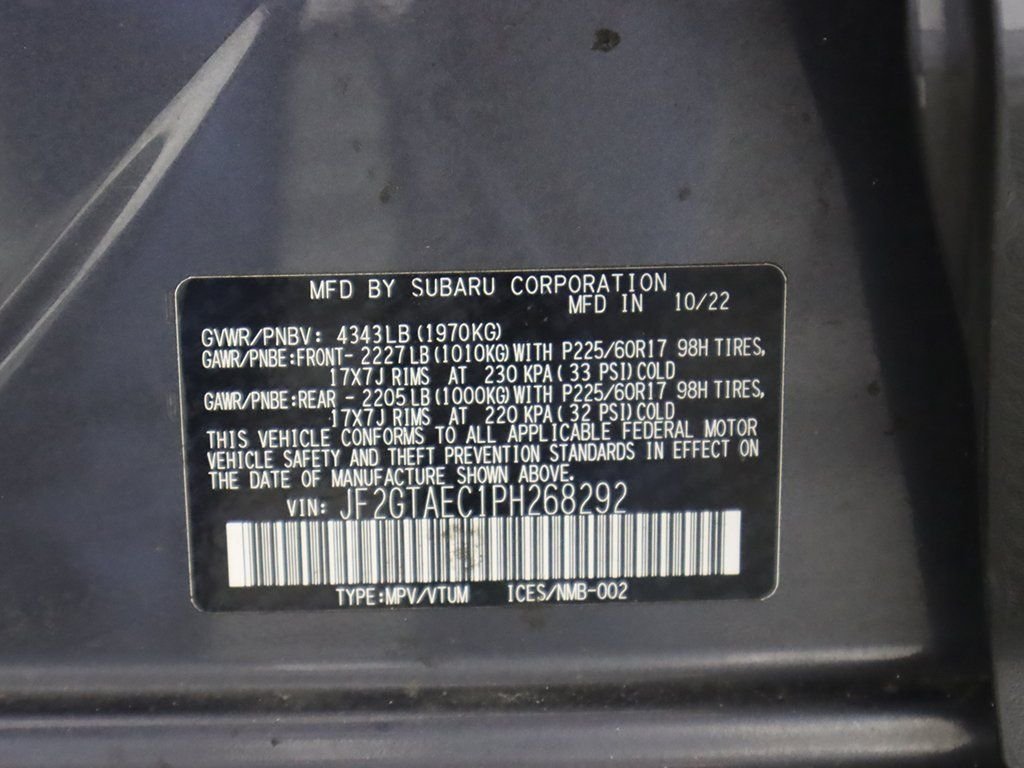 MFD BY SUBARU CORPORATION
MFD IN 10/22
GVWR/PNBV: 4343LB(1970KG)
GAWR/PNBE:FRONT- 2227LB(1010KG)WITH P225/60R17 98H TIRES,
17X7J RIMS AT 230 KPA( 33 PSI)COLD
GAWR/PNBE:REAR - 2205LB(1000KG)WITH P225/60R17 98H TIRES,
17X7J RIMS AT 220 KPA( 32 PSI)COLD
THIS VEHICLE CONFORMS TO ALL APPLICABLE FEDERAL MOTOR
VEHICLE SAFETY AND THEFT PREVENTION STANDARDS IN EFFECT ON
THE DATE OF MANUFACTURE SHOWN ABOVE.
VIN: JF2GTAEC1PH268292
TYPE:MPV/VTUM ICES/NMB-002